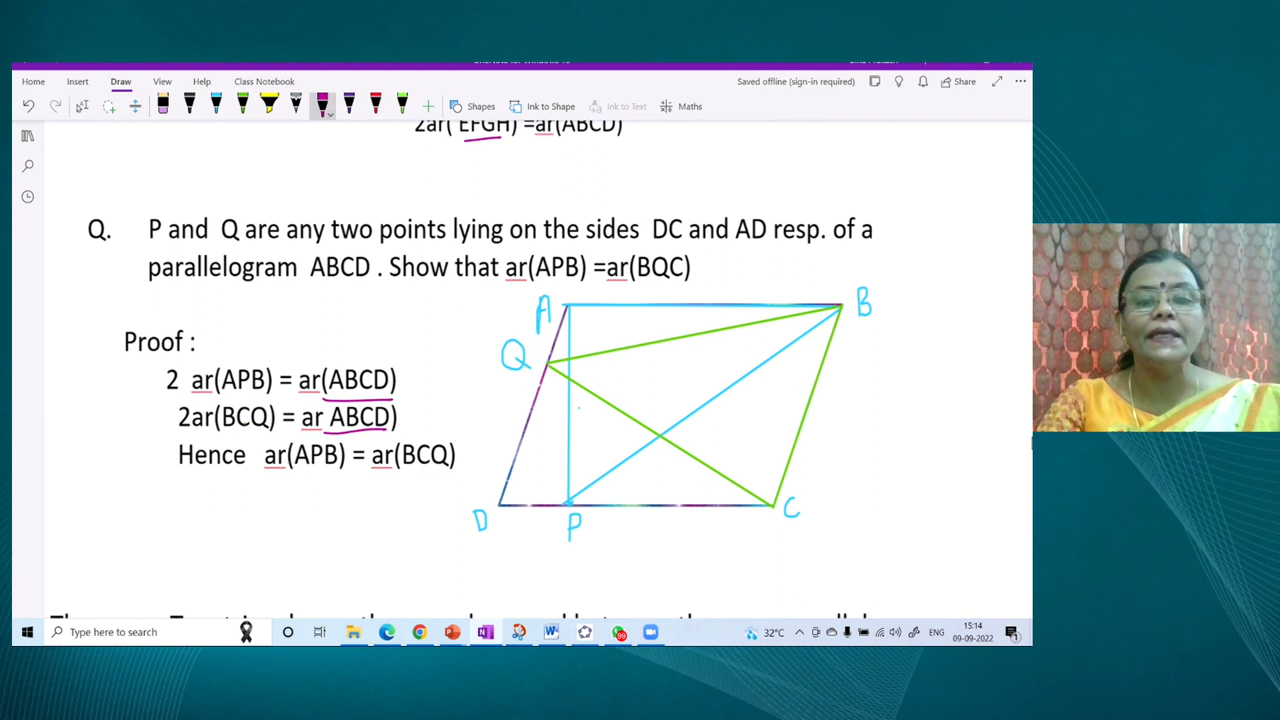 Home Insert Draw View Help Class Notebook Saved offline (sign-in required) Share
Shapes Ink to Shape Ink to Text Maths
2ar( EFGH) =ar(ABCD)
Q. P and Q are any two points lying on the sides DC and AD resp. of a
parallelogram ABCD . Show that ar(APB) =ar(BQC)
A B
Q
Proof :
2 ar(APB) = ar(ABCD)
2ar(BCQ) = ar ABCD)
Hence ar(APB) = ar(BCQ)
D P C
Type here to search 99 32°C ENG 15:14
09-09-2022 1